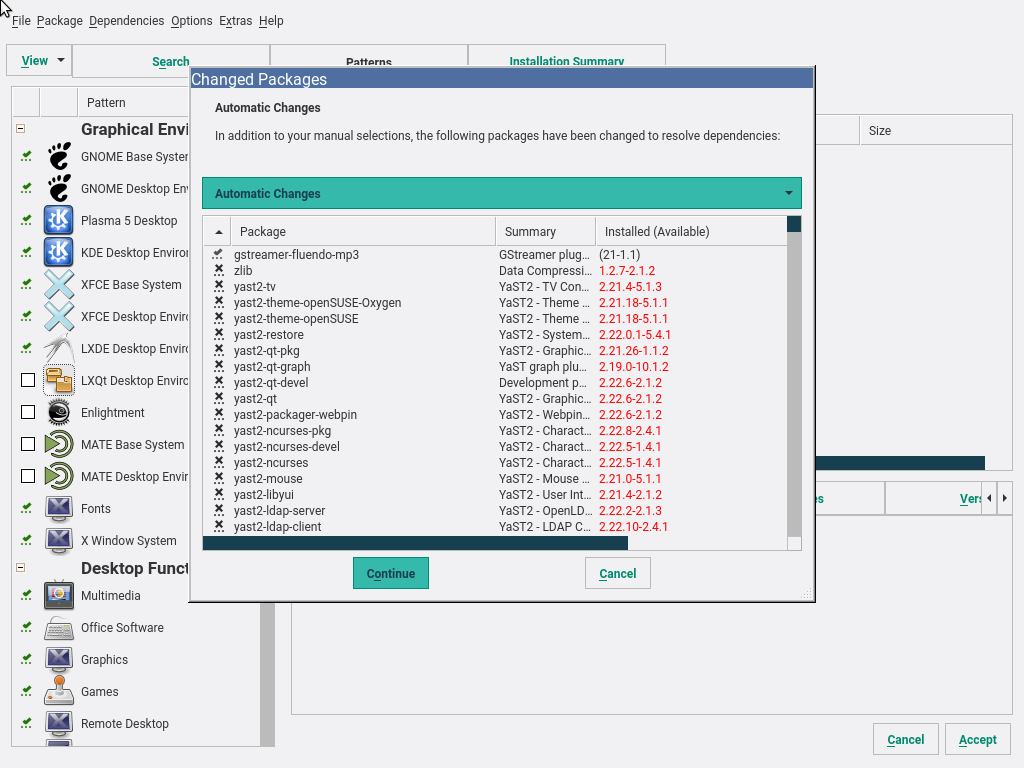 File Package Dependencies Options Extras Help
View Search Patterns Installation Summary
Changed Packages
Automatic Changes
In addition to your manual selections, the following packages have been changed to resolve dependencies:
Automatic Changes
Package Summary Installed (Available)
gstreamer-fluendo-mp3 GStreamer plug... (21-1.1)
zlib Data Compressi... 1.2.7-2.1.2
yast2-tv YaST2 - TV Con... 2.21.4-5.1.3
yast2-theme-openSUSE-Oxygen YaST2 - Theme ... 2.21.18-5.1.1
yast2-theme-openSUSE YaST2 - Theme ... 2.21.18-5.1.1
yast2-restore YaST2 - System... 2.22.0.1-5.4.1
yast2-qt-pkg YaST2 - Graphic... 2.21.26-1.1.2
yast2-qt-graph YaST graph plu... 2.19.0-10.1.2
yast2-qt-devel Development p... 2.22.6-2.1.2
yast2-qt YaST2 - Graphic... 2.22.6-2.1.2
yast2-packager-webpin YaST2 - Webpin... 2.22.6-2.1.2
yast2-ncurses-pkg YaST2 - Charact... 2.22.8-2.4.1
yast2-ncurses-devel YaST2 - Charact... 2.22.5-1.4.1
yast2-ncurses YaST2 - Charact... 2.22.5-1.4.1
yast2-mouse YaST2 - Mouse ... 2.21.0-5.1.1
yast2-libyui YaST2 - User Int... 2.21.4-2.1.2
yast2-ldap-server YaST2 - OpenLD... 2.22.2-2.1.3
yast2-ldap-client YaST2 - LDAP C... 2.22.10-2.4.1
Continue Cancel
Pattern
Graphical Envi
GNOME Base System
GNOME Desktop Env
Plasma 5 Desktop
KDE Desktop Enviror
XFCE Base System
XFCE Desktop Enviro
LXDE Desktop Enviro
LXQt Desktop Enviro
Enlightment
MATE Base System
MATE Desktop Envir
Fonts
X Window System
Desktop Funct
Multimedia
Office Software
Graphics
Games
Remote Desktop
Size
es Vers
Cancel Accept